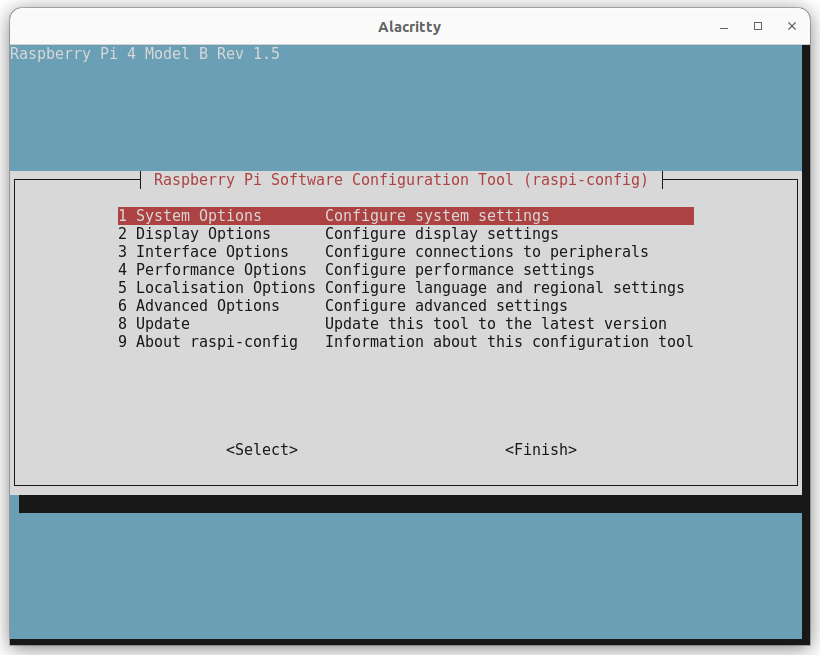 Alacritty
Raspberry Pi 4 Model B Rev 1.5
Raspberry Pi Software Configuration Tool (raspi-config)
1 System Options       Configure system settings
2 Display Options      Configure display settings
3 Interface Options    Configure connections to peripherals
4 Performance Options  Configure performance settings
5 Localisation Options Configure language and regional settings
6 Advanced Options     Configure advanced settings
8 Update               Update this tool to the latest version
9 About raspi-config   Information about this configuration tool
<Select>                       <Finish>